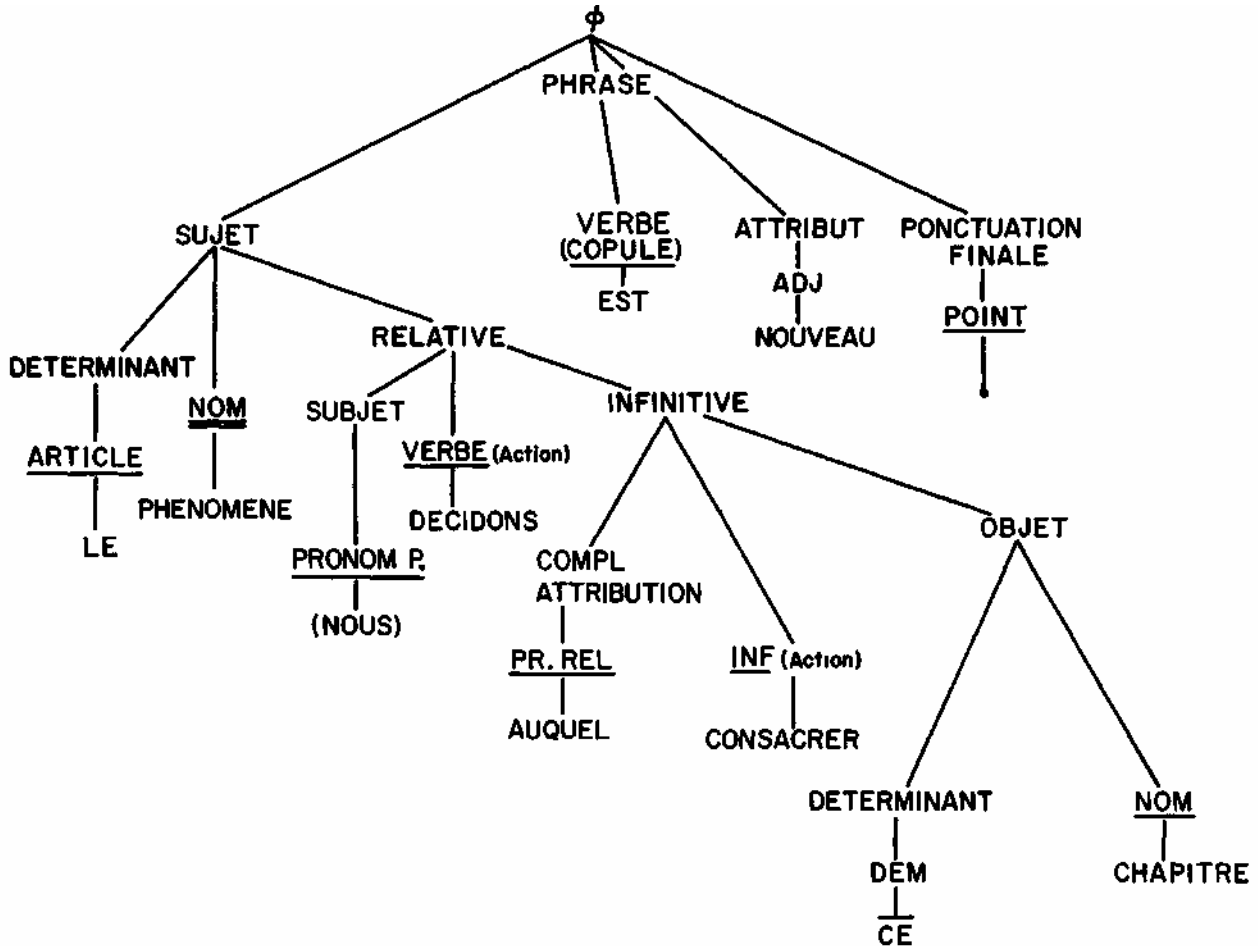 ϕ
PHRASE
SUJET
VERBE
(COPULE)
EST
ATTRIBUT
ADJ
NOUVEAU
PONCTUATION
FINALE
POINT
.
DETERMINANT
ARTICLE
LE
NOM
PHENOMENE
RELATIVE
SUBJET
PRONOM P.
(NOUS)
VERBE (Action)
DECIDONS
INFINITIVE
COMPL
ATTRIBUTION
PR. REL
AUQUEL
INF (Action)
CONSACRER
OBJET
DETERMINANT
DEM
CE
NOM
CHAPITRE